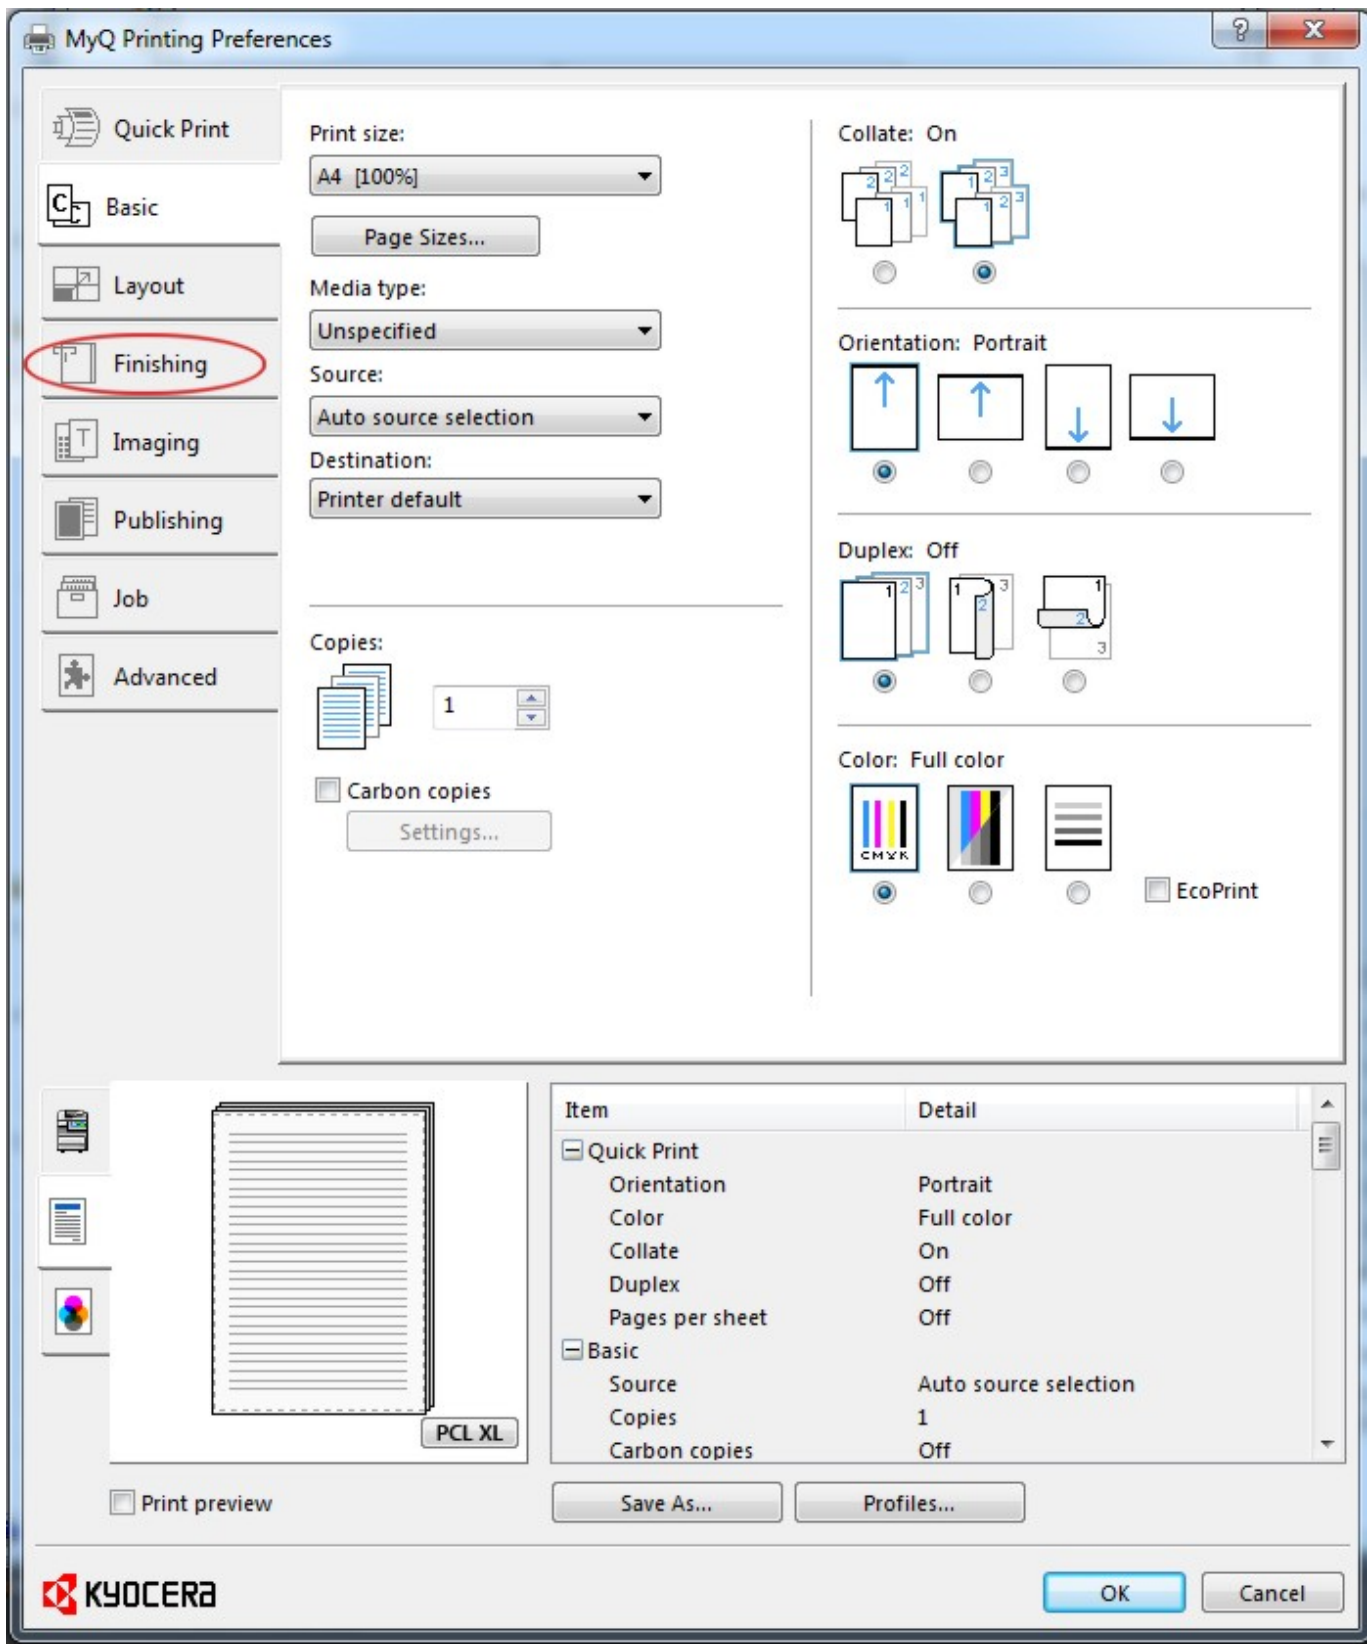 MyQ Printing Preferences
Quick Print
Basic
Layout
Finishing
Imaging
Publishing
Job
Advanced
Print size:
A4 [100%]
Page Sizes...
Media type:
Unspecified
Source:
Auto source selection
Destination:
Printer default
Copies:
1
Carbon copies
Settings...
Collate: On
Orientation: Portrait
Duplex: Off
Color: Full color
CMYK
EcoPrint
PCL XL
Print preview
Item Detail
Quick Print
Orientation Portrait
Color Full color
Collate On
Duplex Off
Pages per sheet Off
Basic
Source Auto source selection
Copies 1
Carbon copies Off
Save As...
Profiles...
KYOCERA
OK
Cancel